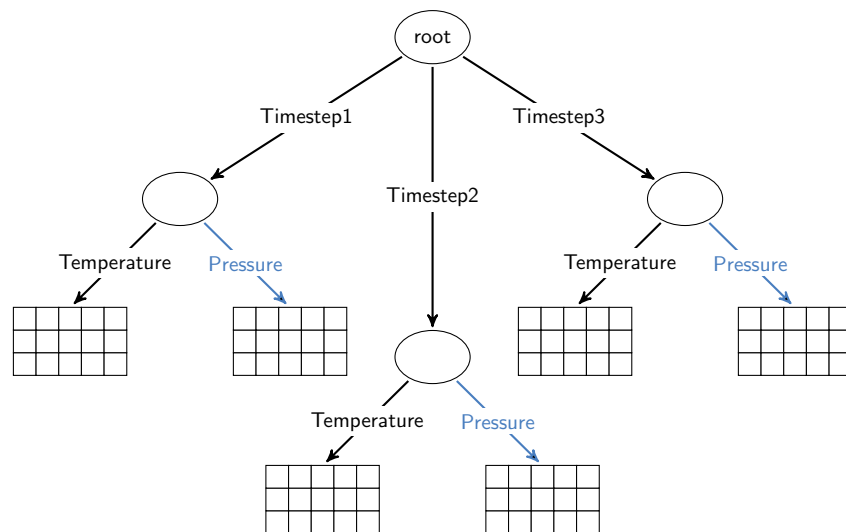 root
Timestep1
Timestep3
Timestep2
Temperature
Pressure
Temperature
Pressure
Temperature
Pressure